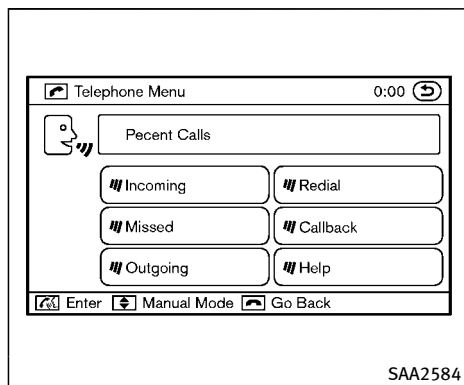 Telephone Menu 0:00
Pecent Calls
Incoming Redial
Missed Callback
Outgoing Help
Enter Manual Mode Go Back
SAA2584